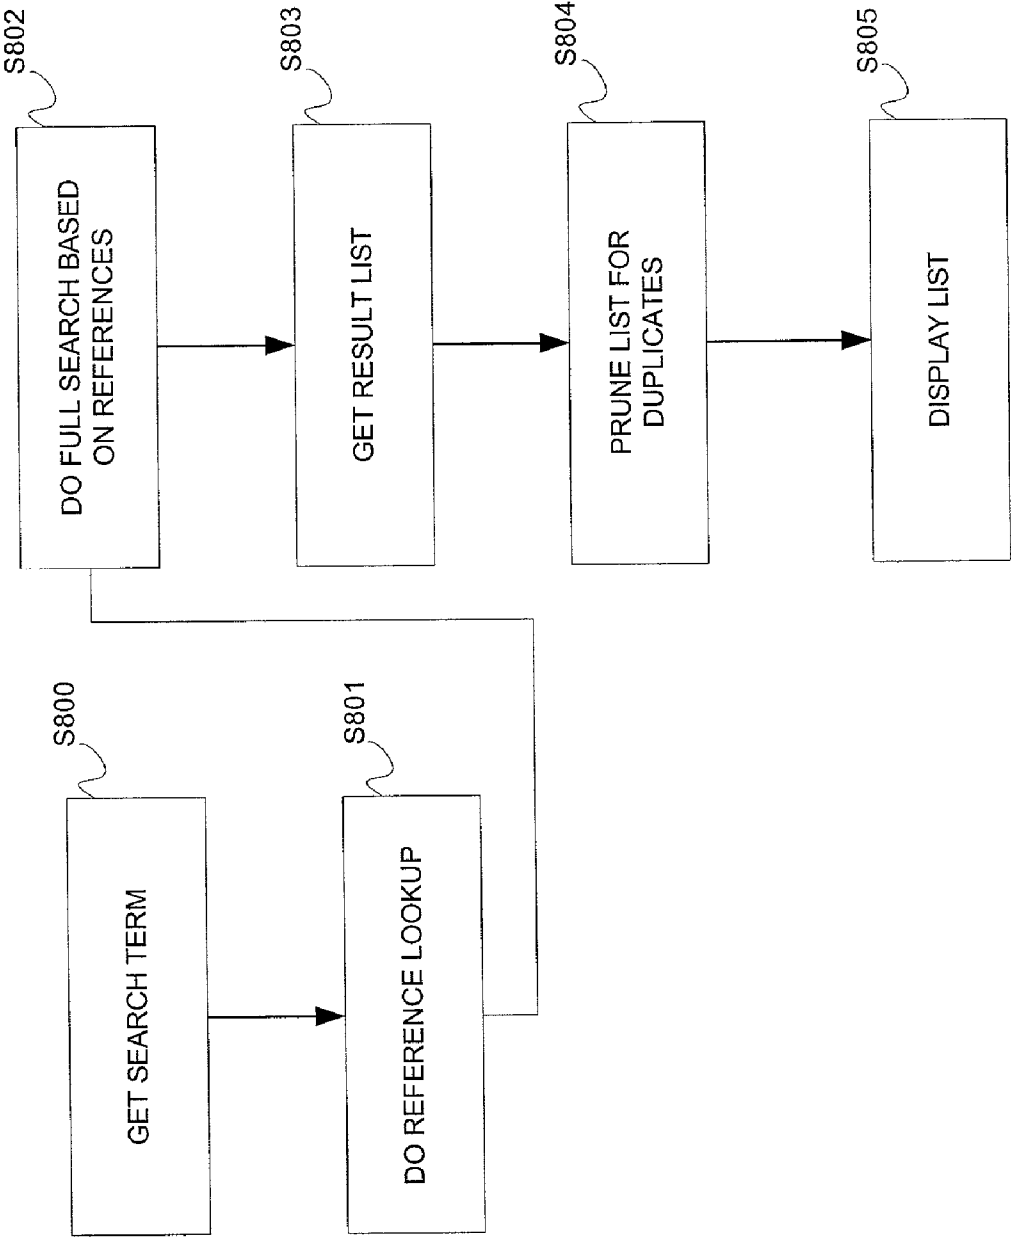 S800
GET SEARCH TERM
S801
DO REFERENCE LOOKUP
S802
DO FULL SEARCH BASED
ON REFERENCES
S803
GET RESULT LIST
S804
PRUNE LIST FOR
DUPLICATES
S805
DISPLAY LIST